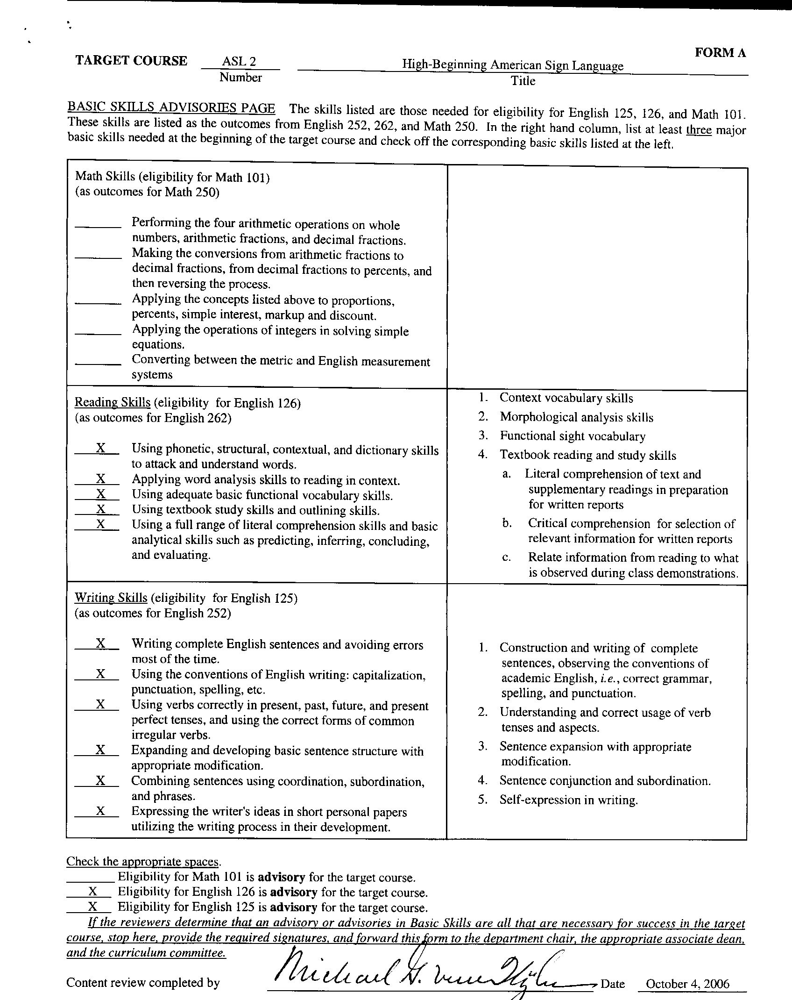 FORM A
TARGET COURSE ASL 2 High-Beginning American Sign Language
Number Title
BASIC SKILLS ADVISORIES PAGE The skills listed are those needed for eligibility for English 125, 126, and Math 101.
These skills are listed as the outcomes from English 252, 262, and Math 250. In the right hand column, list at least three major
basic skills needed at the beginning of the target course and check off the corresponding basic skills listed at the left.
Math Skills (eligibility for Math 101)
(as outcomes for Math 250)
Performing the four arithmetic operations on whole
numbers, arithmetic fractions, and decimal fractions.
Making the conversions from arithmetic fractions to
decimal fractions, from decimal fractions to percents, and
then reversing the process.
Applying the concepts listed above to proportions,
percents, simple interest, markup and discount.
Applying the operations of integers in solving simple
equations.
Converting between the metric and English measurement
systems
Reading Skills (eligibility for English 126)
(as outcomes for English 262)
X Using phonetic, structural, contextual, and dictionary skills
to attack and understand words.
X Applying word analysis skills to reading in context.
X Using adequate basic functional vocabulary skills.
X Using textbook study skills and outlining skills.
X Using a full range of literal comprehension skills and basic
analytical skills such as predicting, inferring, concluding,
and evaluating.
1. Context vocabulary skills
2. Morphological analysis skills
3. Functional sight vocabulary
4. Textbook reading and study skills
a. Literal comprehension of text and
supplementary readings in preparation
for written reports
b. Critical comprehension for selection of
relevant information for written reports
c. Relate information from reading to what
is observed during class demonstrations.
Writing Skills (eligibility for English 125)
(as outcomes for English 252)
X Writing complete English sentences and avoiding errors
most of the time.
X Using the conventions of English writing: capitalization,
punctuation, spelling, etc.
X Using verbs correctly in present, past, future, and present
perfect tenses, and using the correct forms of common
irregular verbs.
X Expanding and developing basic sentence structure with
appropriate modification.
X Combining sentences using coordination, subordination,
and phrases.
X Expressing the writer's ideas in short personal papers
utilizing the writing process in their development.
1. Construction and writing of complete
sentences, observing the conventions of
academic English, i.e., correct grammar,
spelling, and punctuation.
2. Understanding and correct usage of verb
tenses and aspects.
3. Sentence expansion with appropriate
modification.
4. Sentence conjunction and subordination.
5. Self-expression in writing.
Check the appropriate spaces.
Eligibility for Math 101 is advisory for the target course.
X Eligibility for English 126 is advisory for the target course.
X Eligibility for English 125 is advisory for the target course.
If the reviewers determine that an advisory or advisories in Basic Skills are all that are necessary for success in the target
course, stop here, provide the required signatures, and forward this form to the department chair, the appropriate associate dean,
and the curriculum committee.
Content review completed by Michael G. Date October 4, 2006